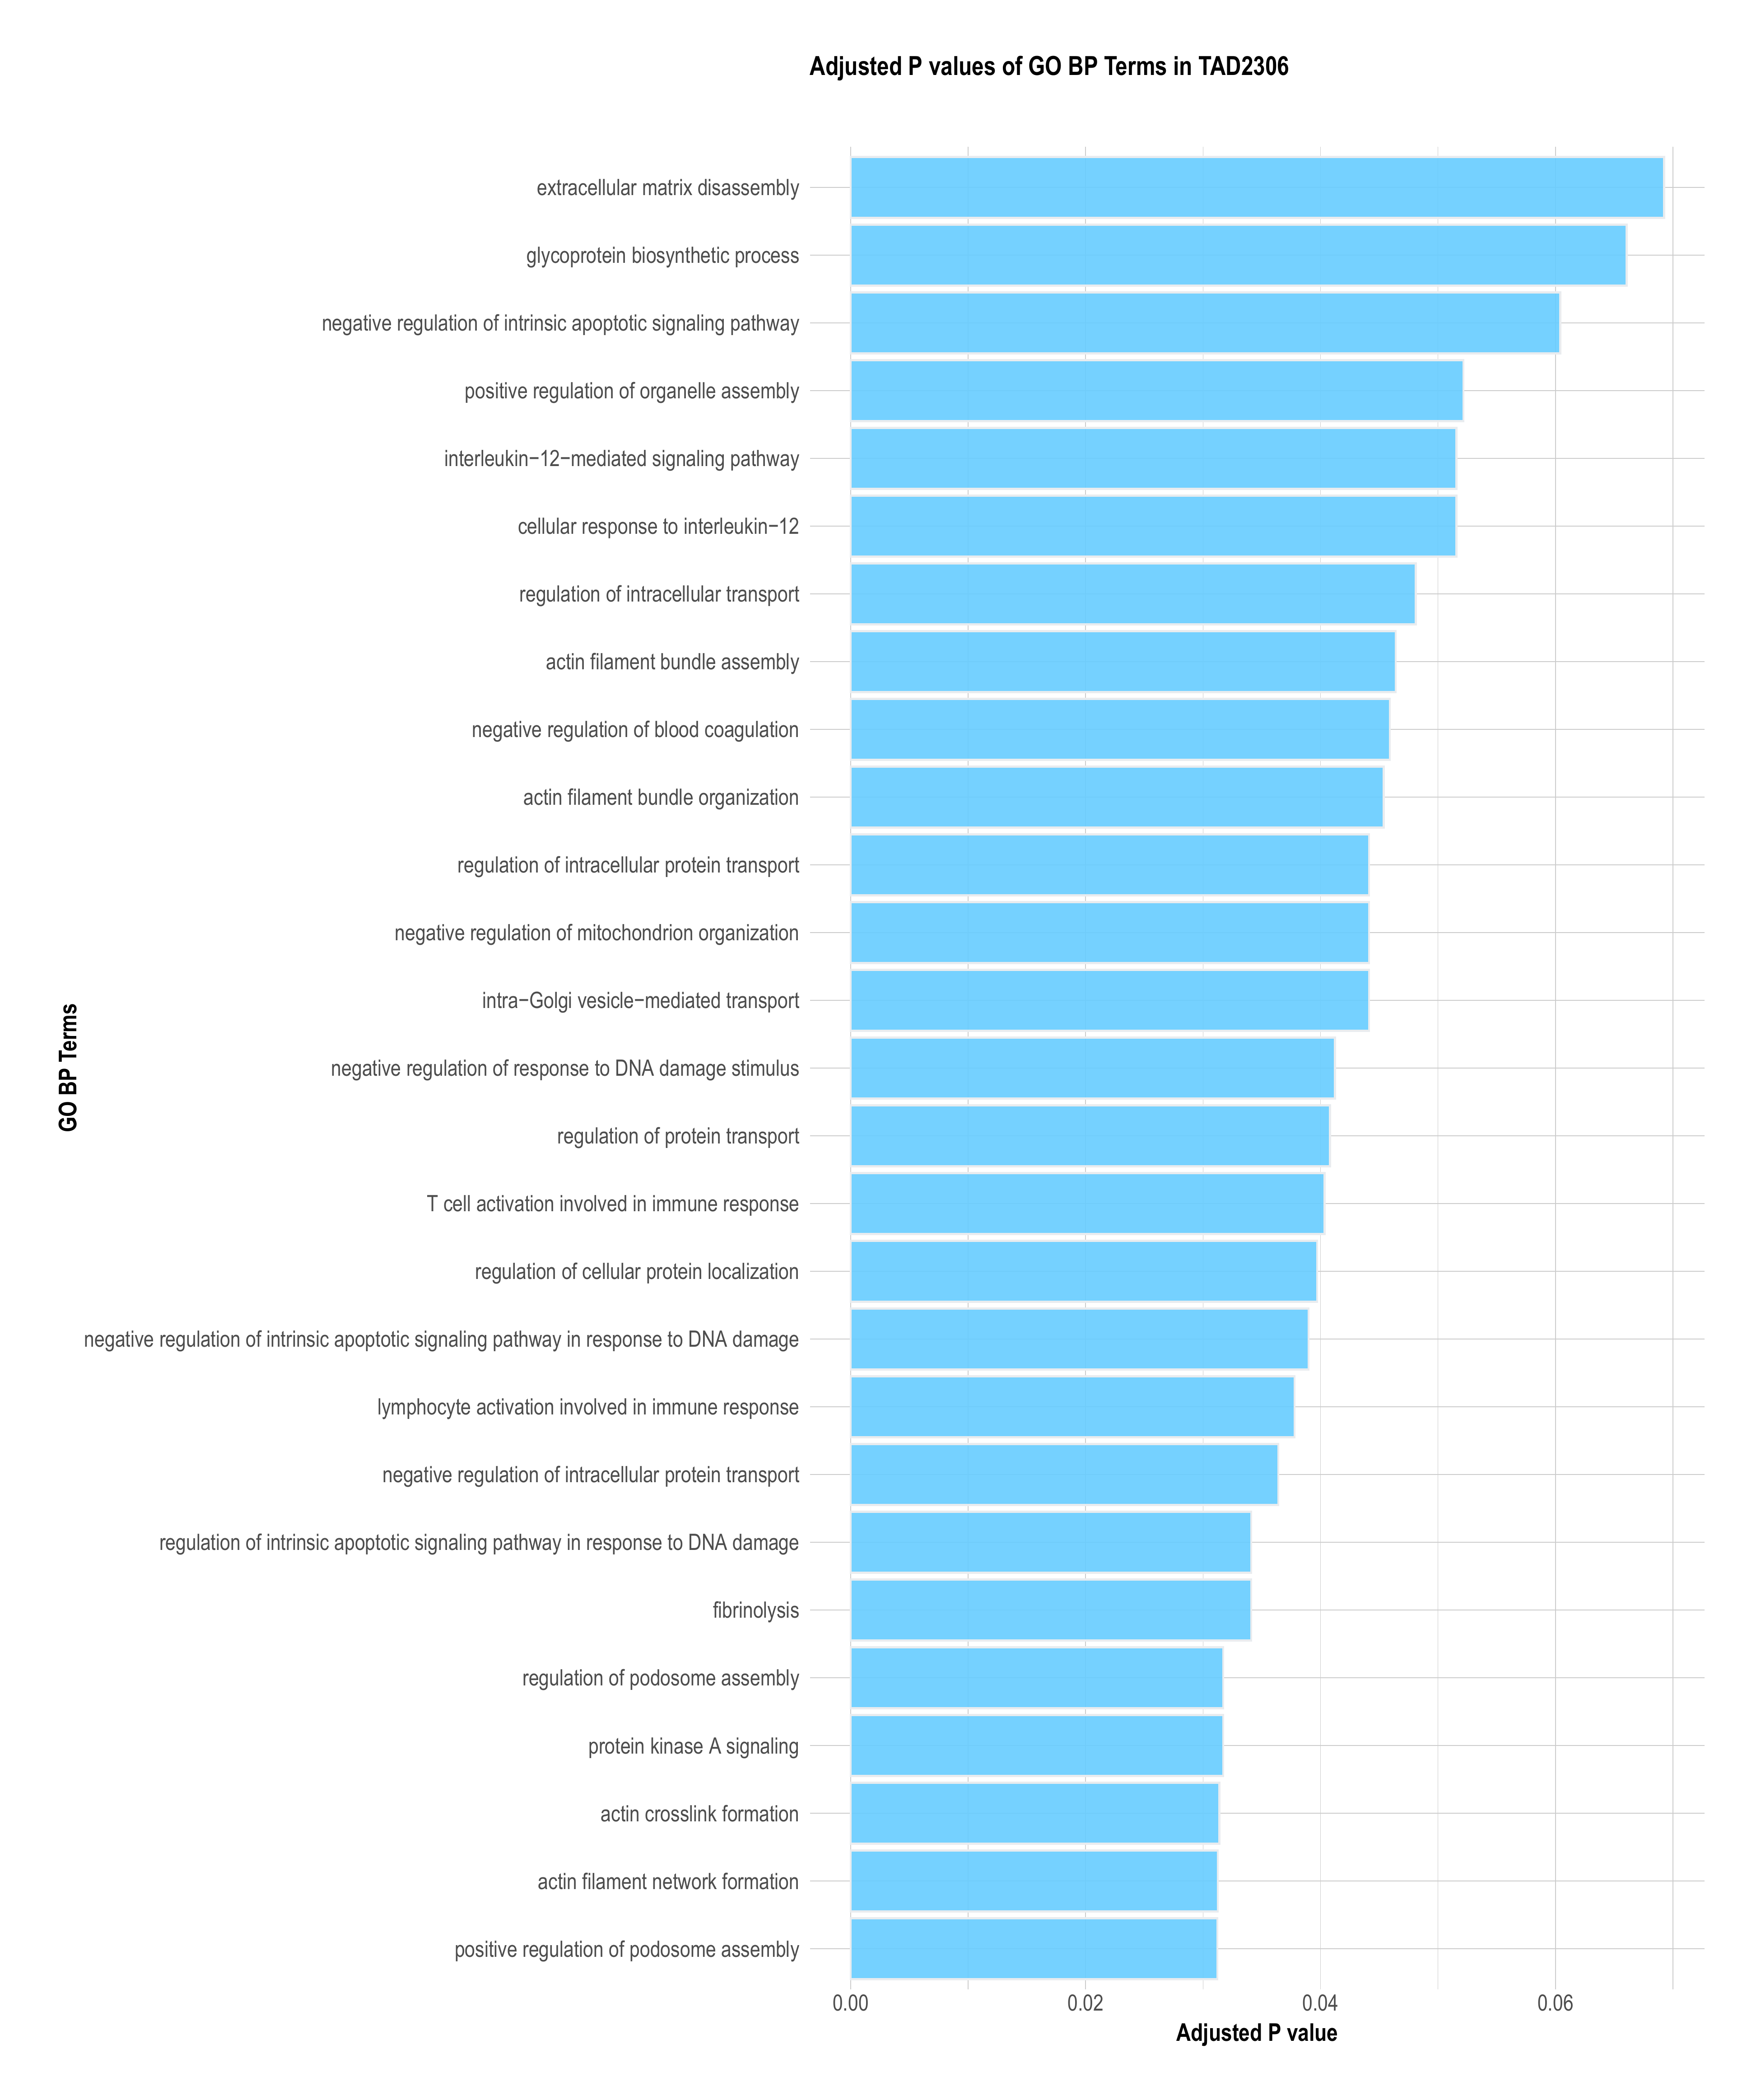 Adjusted P values of GO BP Terms in TAD2306
extracellular matrix disassembly
glycoprotein biosynthetic process
negative regulation of intrinsic apoptotic signaling pathway
positive regulation of organelle assembly
interleukin−12−mediated signaling pathway
cellular response to interleukin−12
regulation of intracellular transport
actin filament bundle assembly
negative regulation of blood coagulation
actin filament bundle organization
regulation of intracellular protein transport
negative regulation of mitochondrion organization
intra−Golgi vesicle−mediated transport
negative regulation of response to DNA damage stimulus
regulation of protein transport
T cell activation involved in immune response
regulation of cellular protein localization
negative regulation of intrinsic apoptotic signaling pathway in response to DNA damage
lymphocyte activation involved in immune response
negative regulation of intracellular protein transport
regulation of intrinsic apoptotic signaling pathway in response to DNA damage
fibrinolysis
regulation of podosome assembly
protein kinase A signaling
actin crosslink formation
actin filament network formation
positive regulation of podosome assembly
GO BP Terms
0.00 0.02 0.04 0.06
Adjusted P value